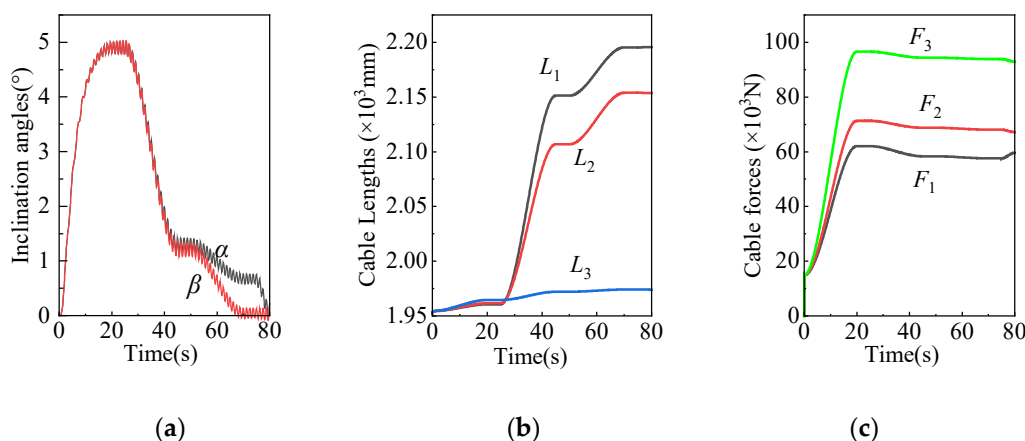 Inclination angles(°)
5
4
3
2
1
0
0 20 40 60 80
Time(s)
α
β
(a)
Cable Lengths (×10³mm)
2.20
2.15
2.10
2.05
2.00
1.95
0 20 40 60 80
Time(s)
L₁
L₂
L₃
(b)
Cable forces (×10³N)
100
80
60
40
20
0
0 20 40 60 80
Time(s)
F₃
F₂
F₁
(c)